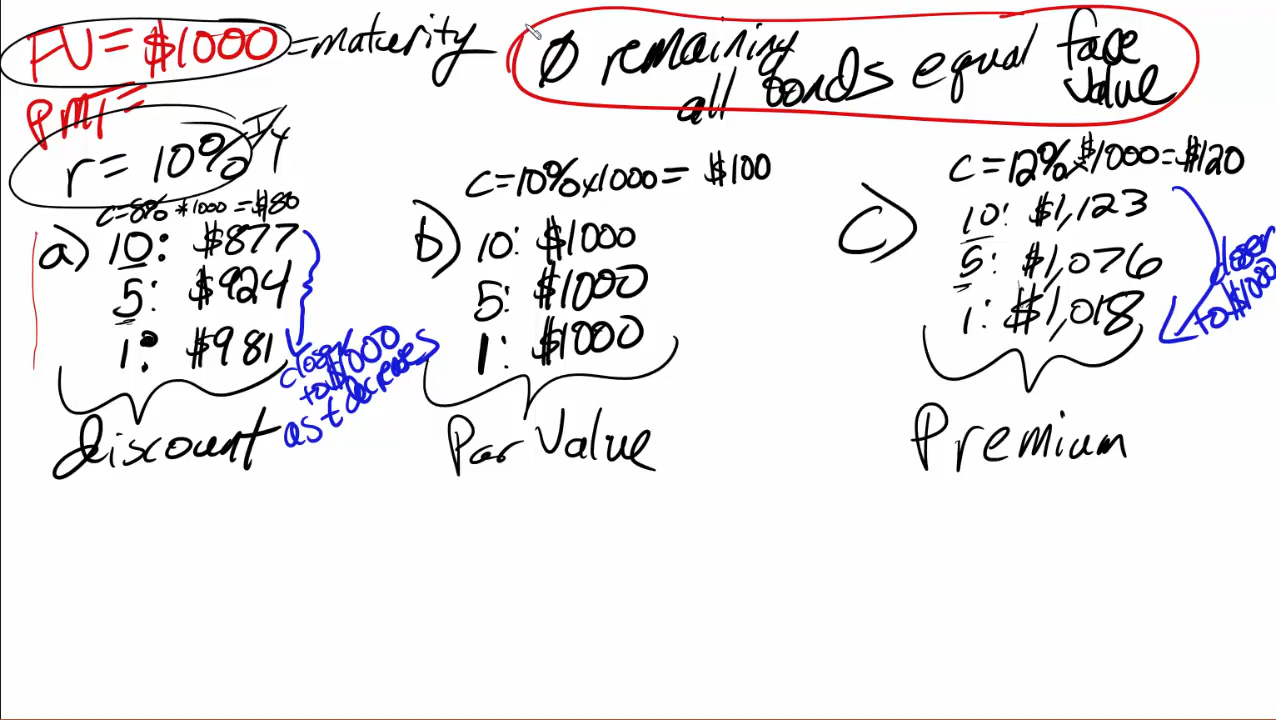 FV = $1000 = maturity
Ø remaining
all bonds equal face
value
PMT =
r = 10% I/Y
c=8% *1000 = $80
a) 10: $877
5: $924
1: $981
closer
to $1000
as t decreases
discount
c=10%x1000 = $100
b) 10: $1000
5: $1000
1: $1000
Par Value
c=12% x $1000 = $120
c) 10: $1,123
5: $1,076
1: $1,018
closer
to $1000
Premium